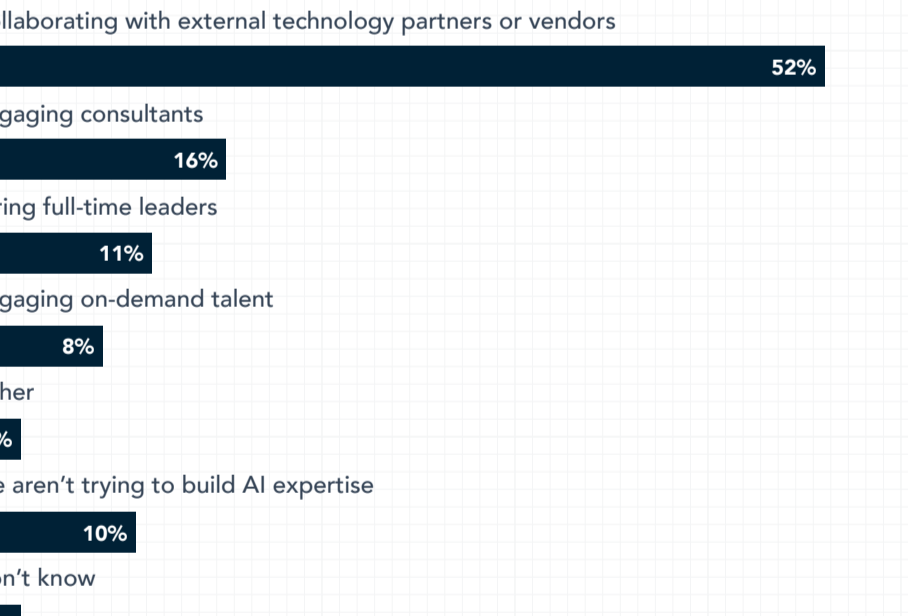 llaborating with external technology partners or vendors
52%
gaging consultants
16%
ring full-time leaders
11%
gaging on-demand talent
8%
her
%
e aren’t trying to build AI expertise
10%
n’t know